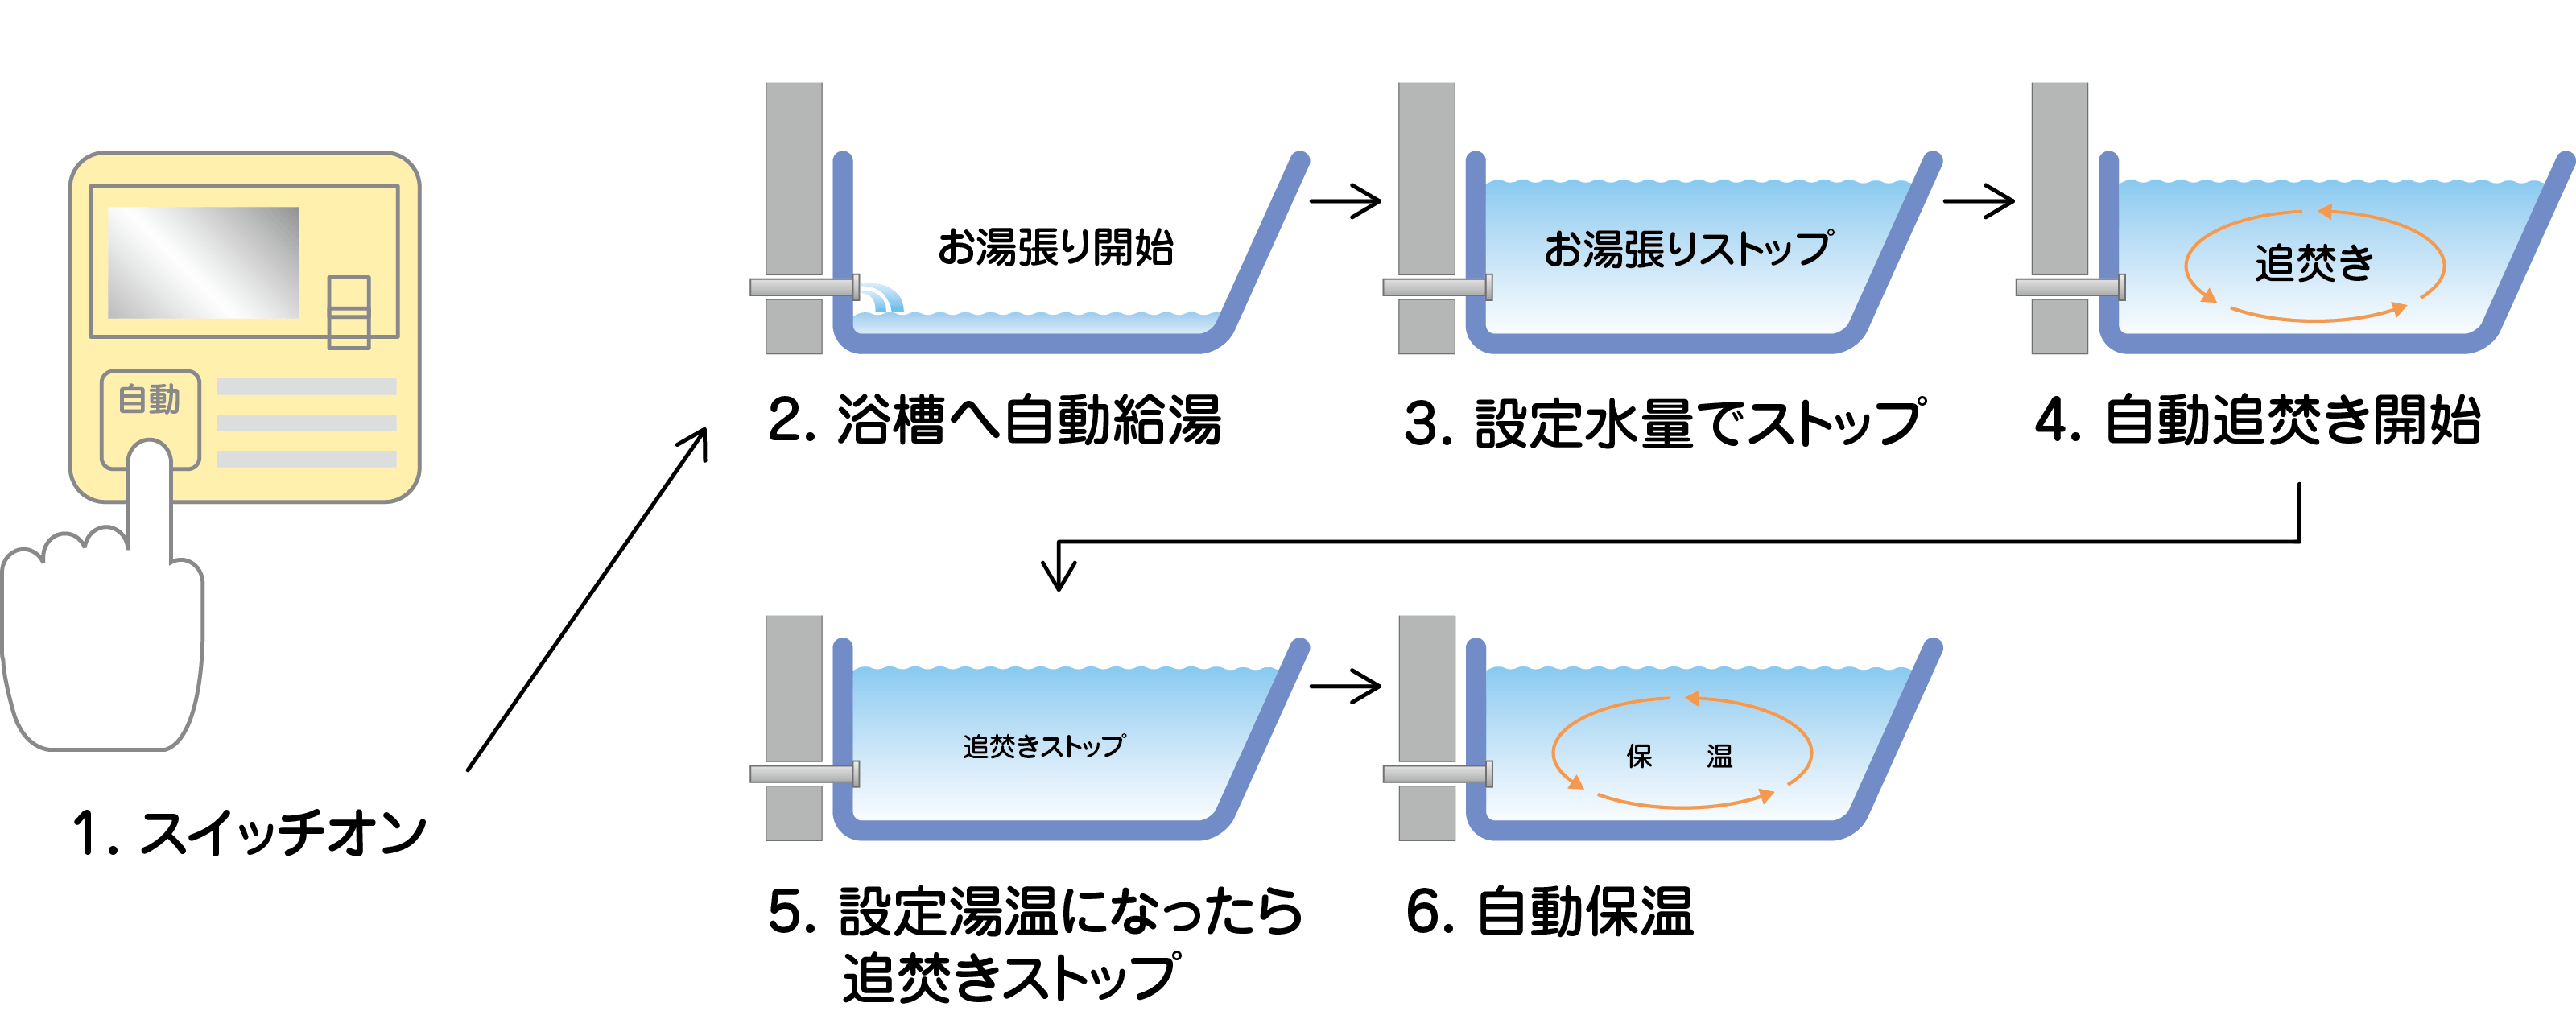 自動
1. スイッチオン
お湯張り開始
2. 浴槽へ自動給湯
お湯張りストップ
3. 設定水量でストップ
追焚き
4. 自動追焚き開始
追焚きストップ
5. 設定湯温になったら
追焚きストップ
保　温
6. 自動保温